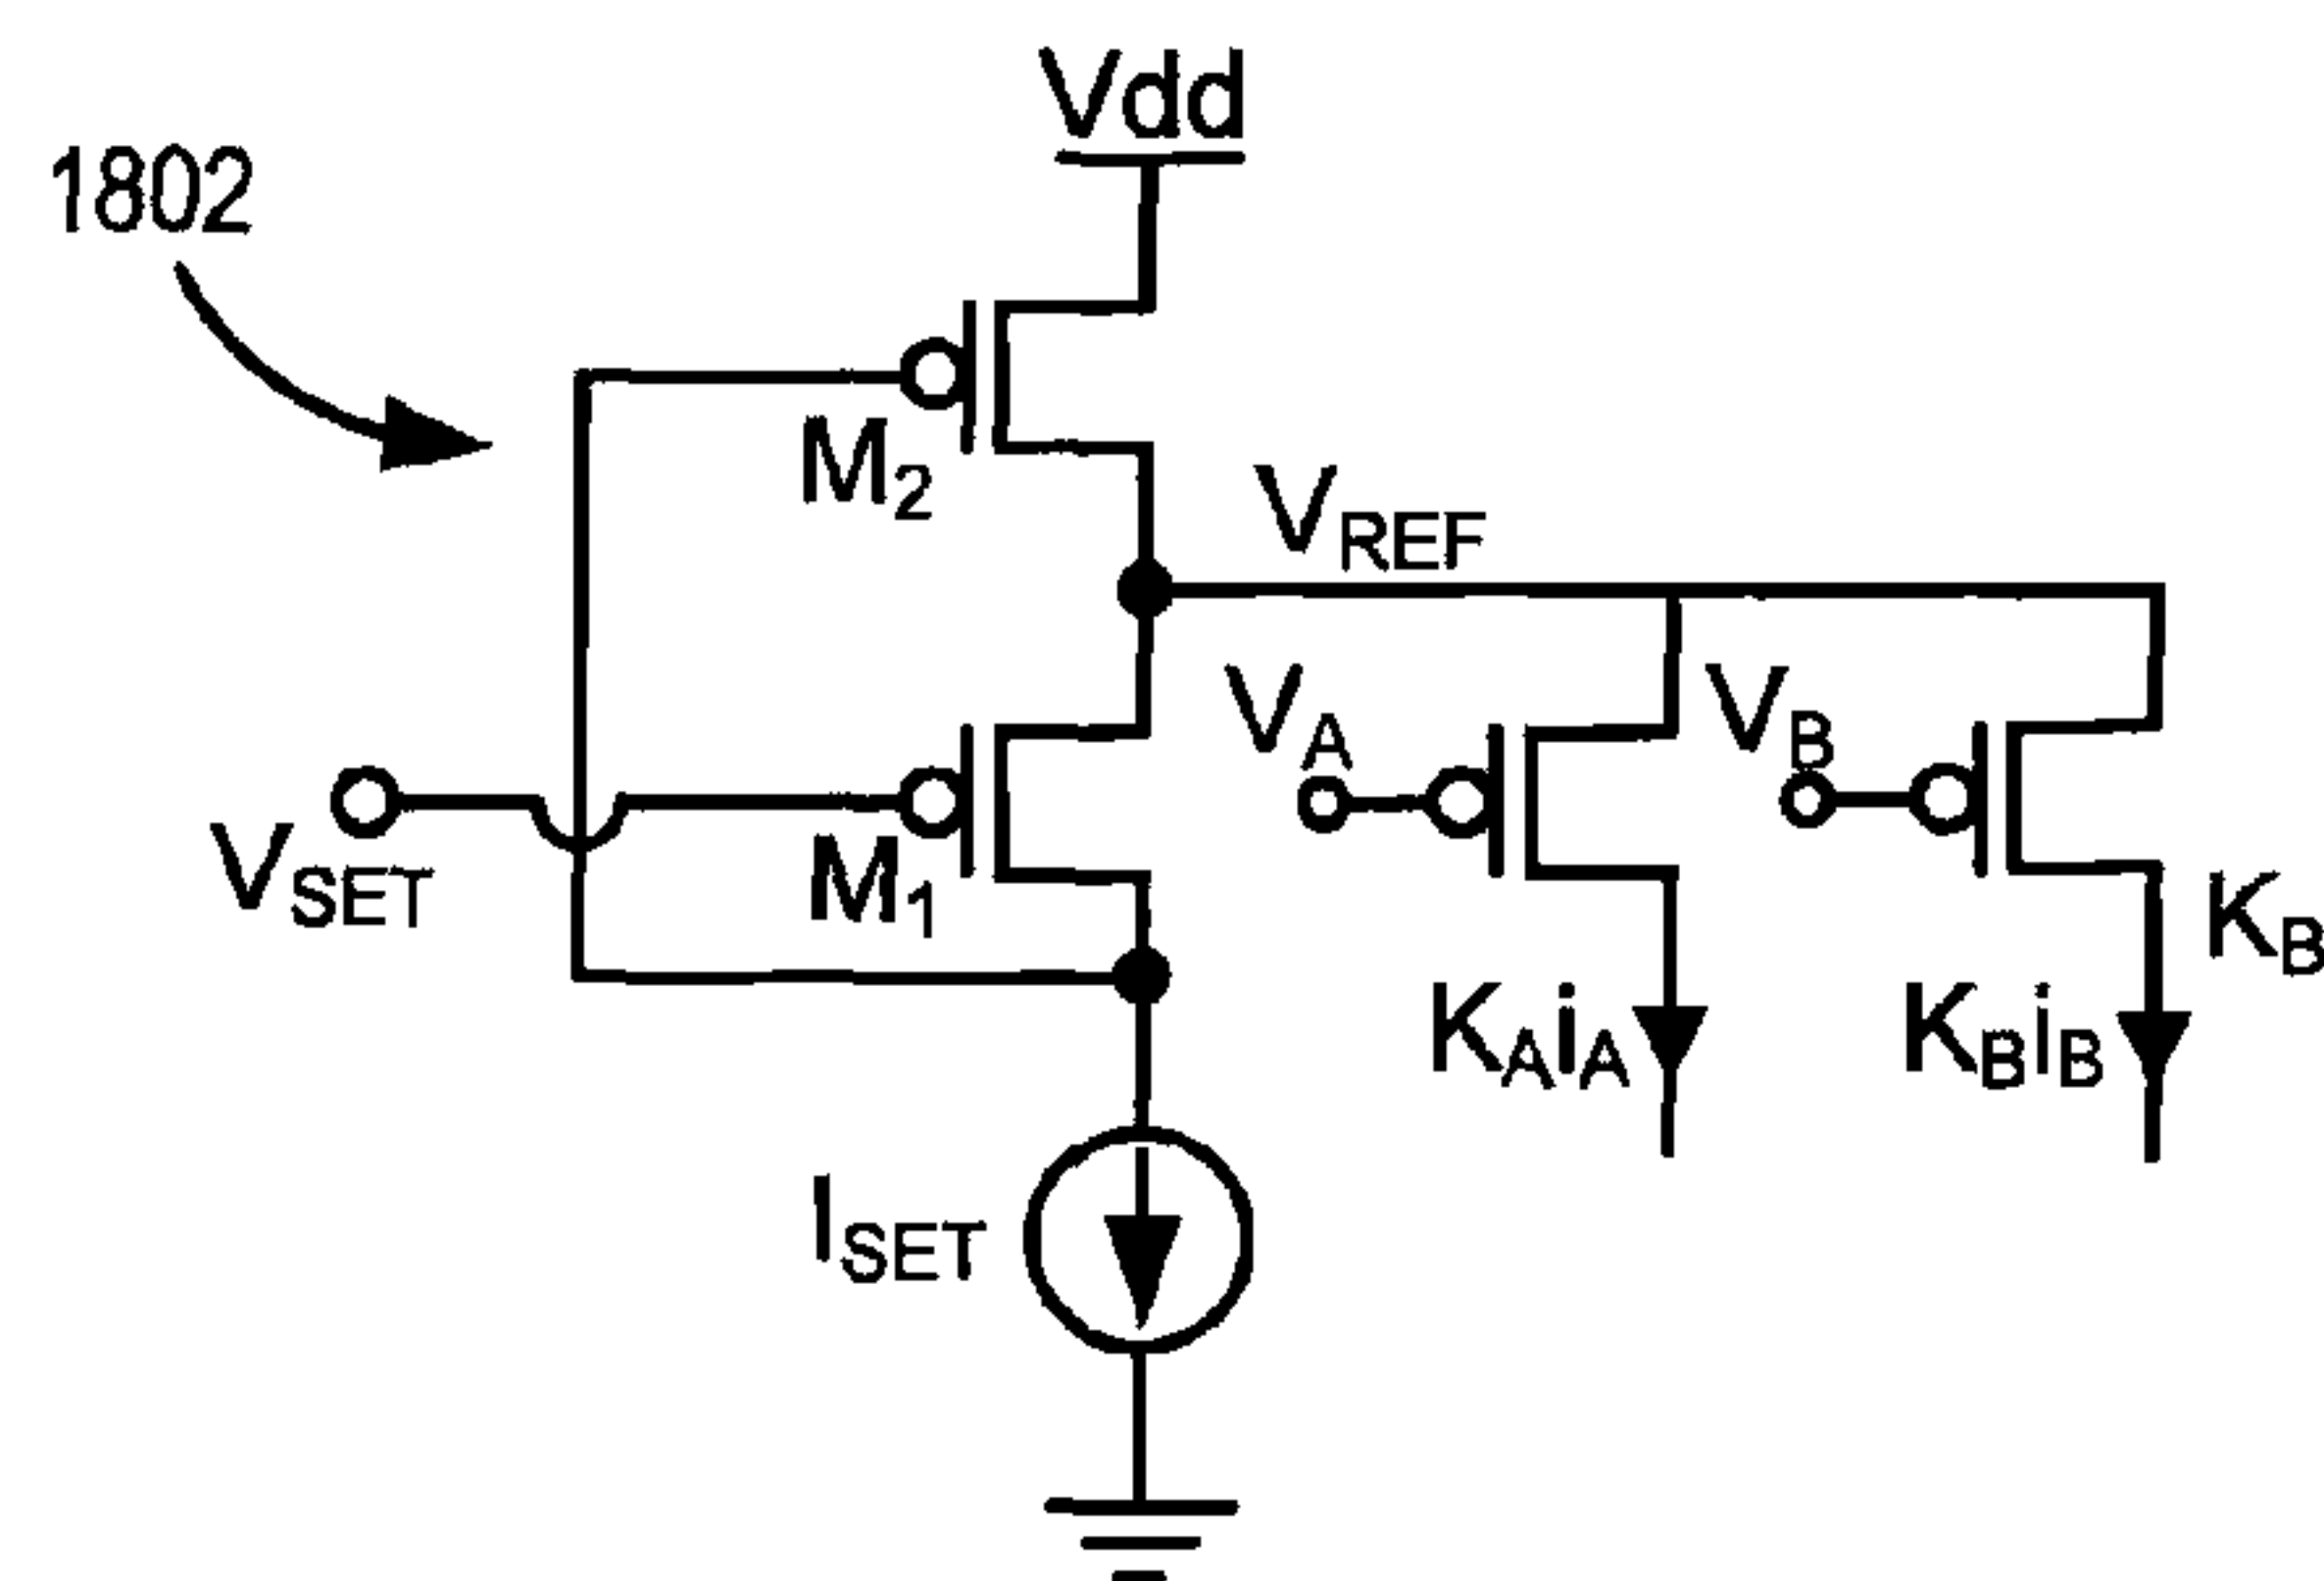 Vdd
1802
M2
VREF
VA
VB
VSET
M1
KB
KAiA
KBiB
ISET